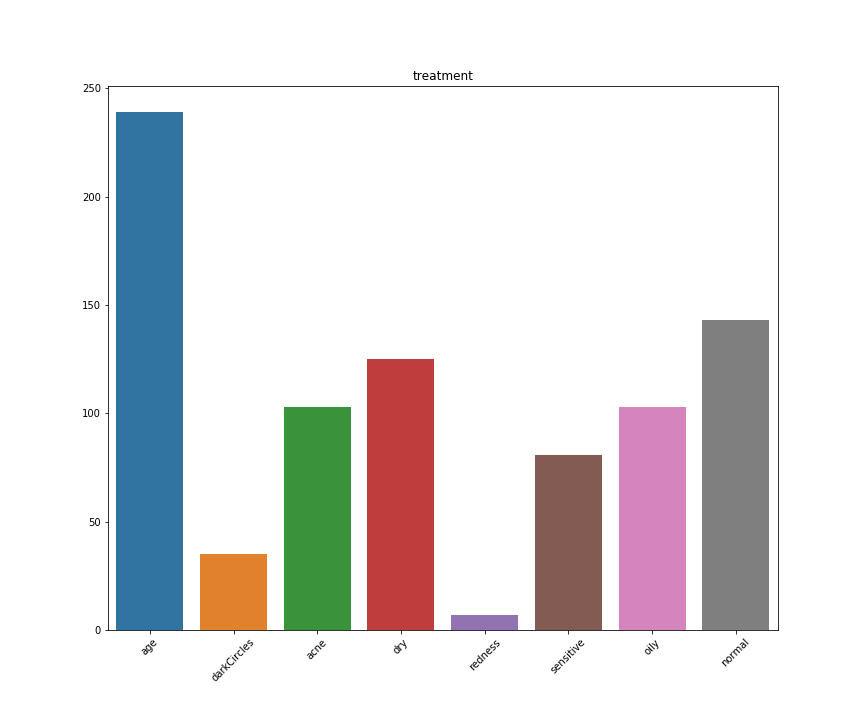 treatment
250
200
150
100
50
0
age
darkCircles
acne
dry
redness
sensitive
oily
normal